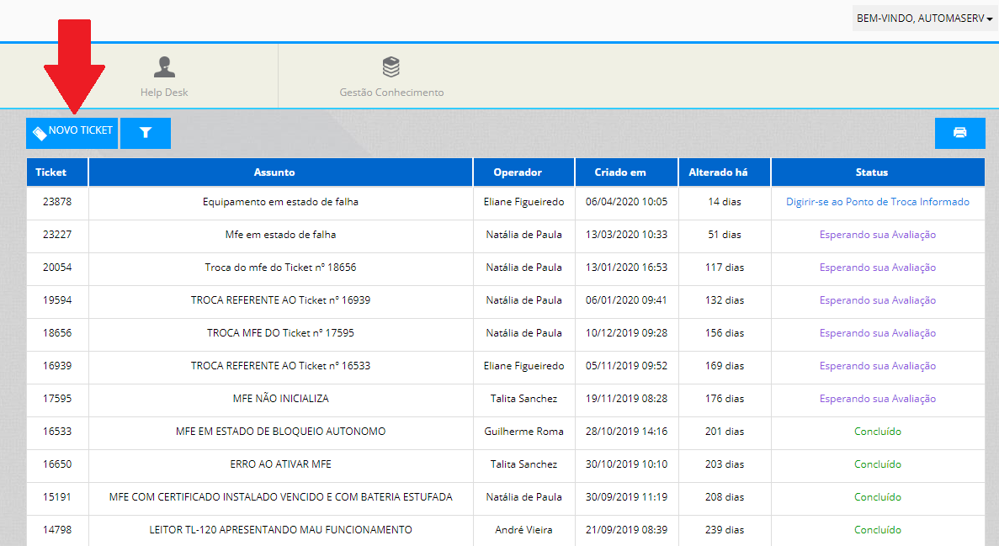 BEM-VINDO, AUTOMASERV
Help Desk
Gestão Conhecimento
NOVO TICKET
Ticket Assunto Operador Criado em Alterado há Status
23878 Equipamento em estado de falha Eliane Figueiredo 06/04/2020 10:05 14 dias Digirir-se ao Ponto de Troca Informado
23227 Mfe em estado de falha Natália de Paula 13/03/2020 10:33 51 dias Esperando sua Avaliação
20054 Troca do mfe do Ticket nº 18656 Natália de Paula 13/01/2020 16:53 117 dias Esperando sua Avaliação
19594 TROCA REFERENTE AO Ticket nº 16939 Natália de Paula 06/01/2020 09:41 132 dias Esperando sua Avaliação
18656 TROCA MFE DO Ticket nº 17595 Natália de Paula 10/12/2019 09:28 156 dias Esperando sua Avaliação
16939 TROCA REFERENTE AO Ticket nº 16533 Eliane Figueiredo 05/11/2019 09:52 169 dias Esperando sua Avaliação
17595 MFE NÃO INICIALIZA Talita Sanchez 19/11/2019 08:28 176 dias Esperando sua Avaliação
16533 MFE EM ESTADO DE BLOQUEIO AUTONOMO Guilherme Roma 28/10/2019 14:16 201 dias Concluído
16650 ERRO AO ATIVAR MFE Talita Sanchez 30/10/2019 10:10 203 dias Concluído
15191 MFE COM CERTIFICADO INSTALADO VENCIDO E COM BATERIA ESTUFADA Natália de Paula 30/09/2019 11:19 208 dias Concluído
14798 LEITOR TL-120 APRESENTANDO MAU FUNCIONAMENTO André Vieira 21/09/2019 08:39 239 dias Concluído